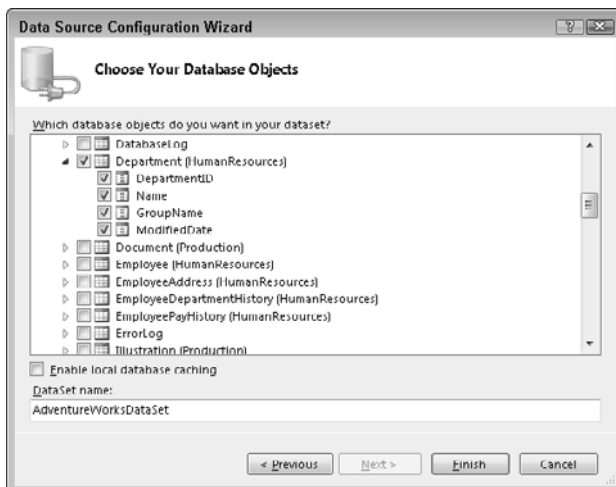 Data Source Configuration Wizard
Choose Your Database Objects
Which database objects do you want in your dataset?
DatabaseLog
Department (HumanResources)
DepartmentID
Name
GroupName
ModifiedDate
Document (Production)
Employee (HumanResources)
EmployeeAddress (HumanResources)
EmployeeDepartmentHistory (HumanResources)
EmployeePayHistory (HumanResources)
ErrorLog
Illustration (Production)
Enable local database caching
DataSet name:
AdventureWorksDataSet
< Previous
Next >
Finish
Cancel